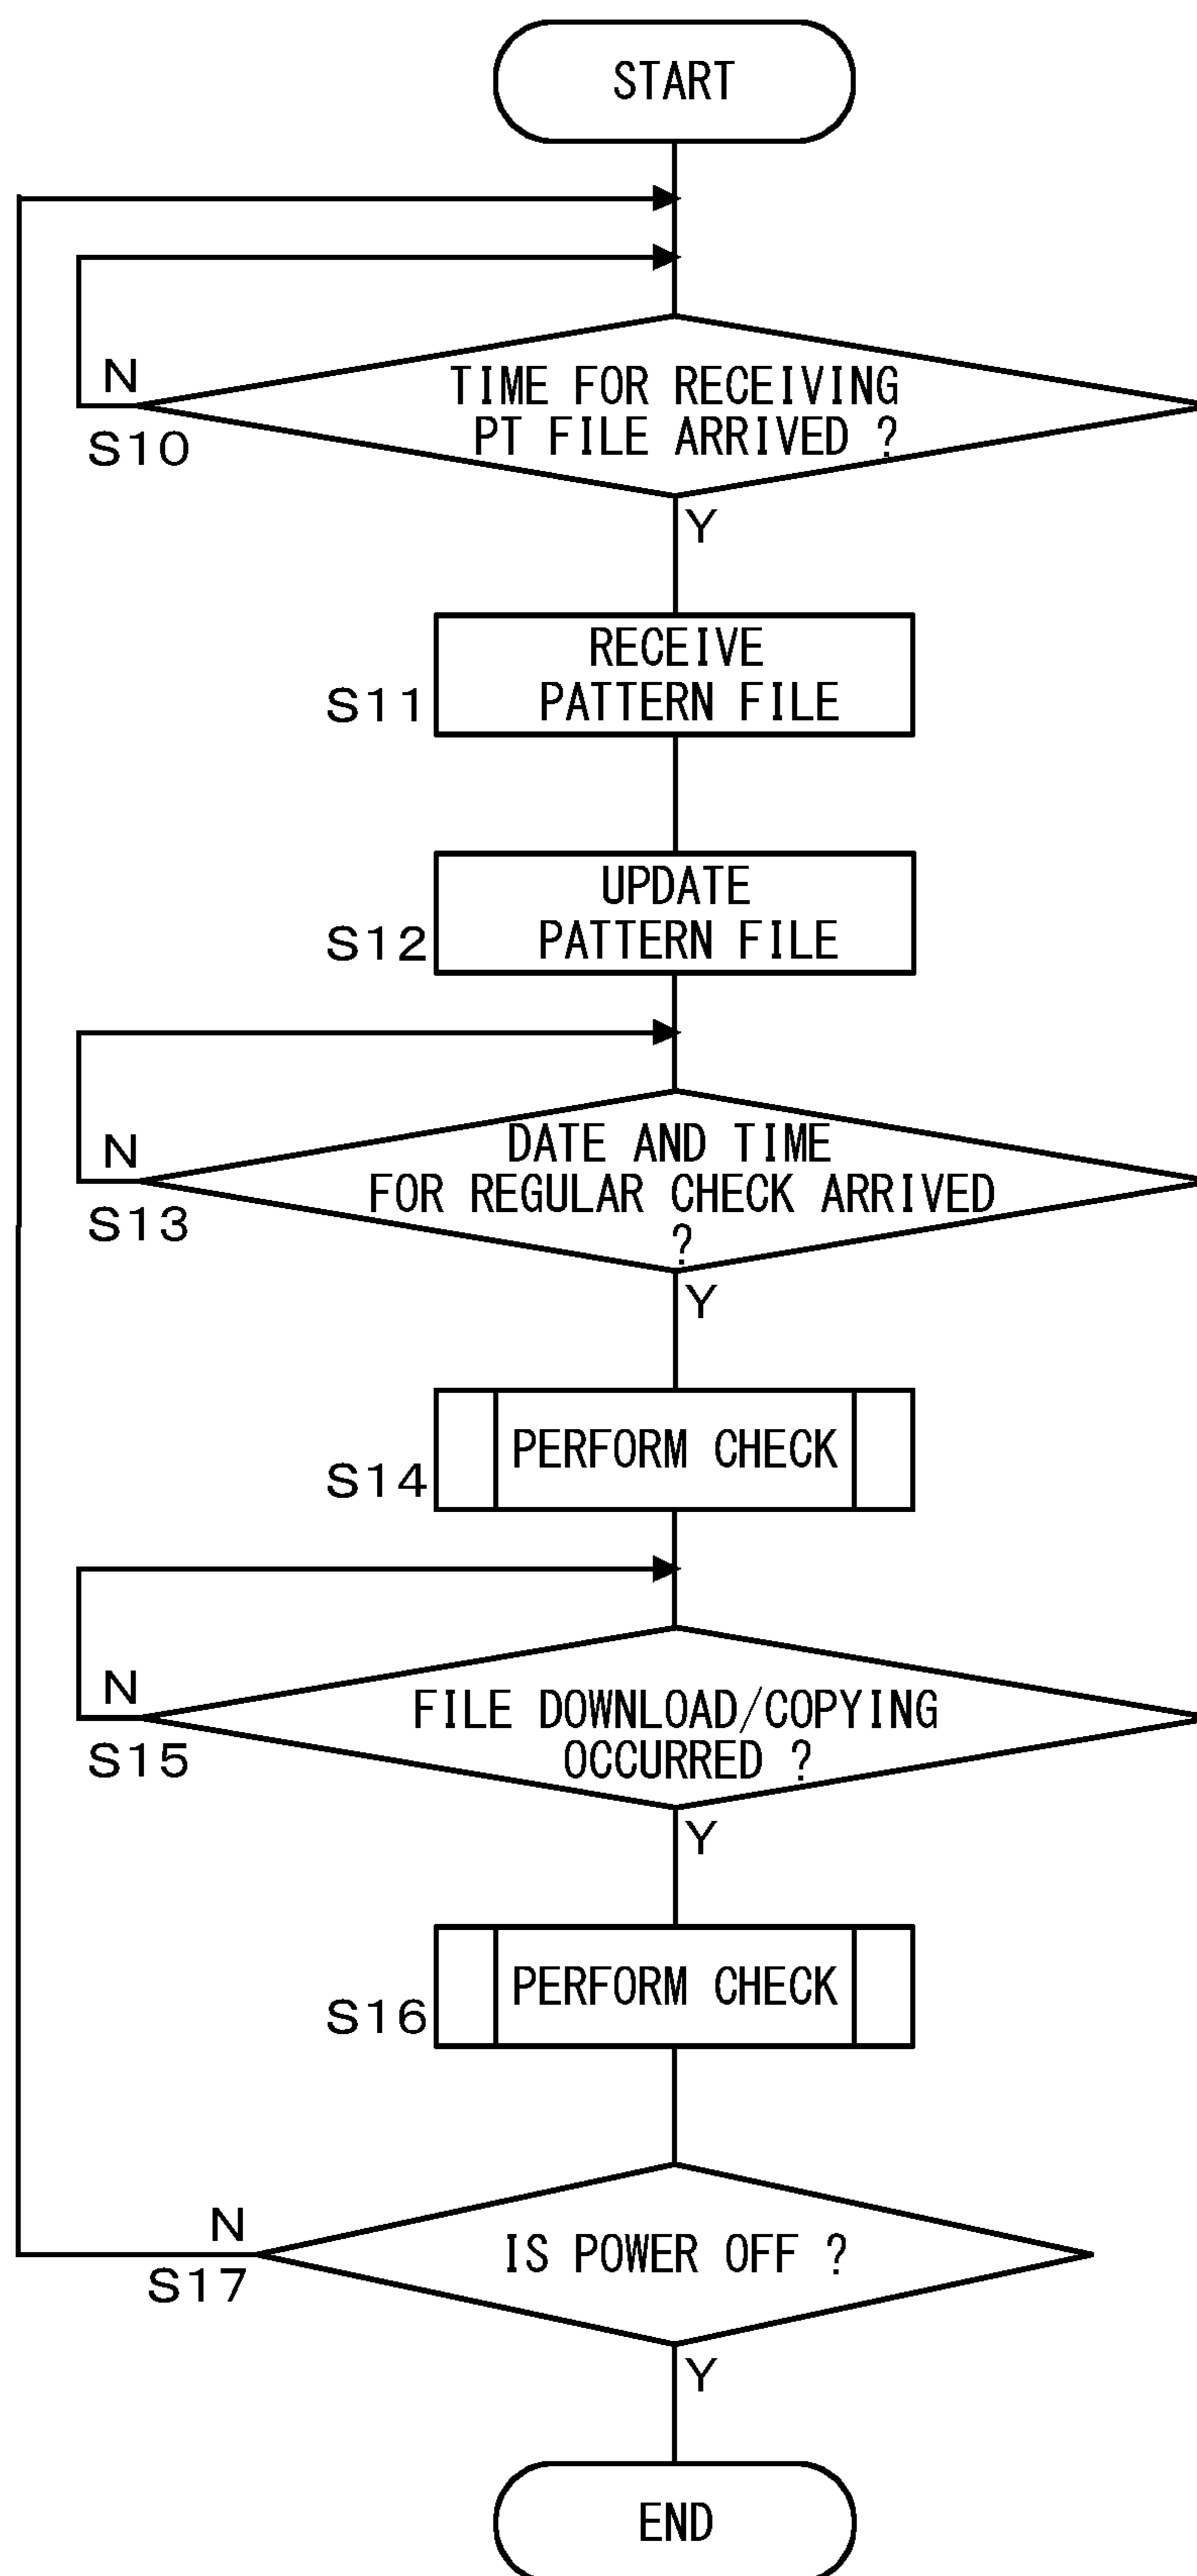 START
N
TIME FOR RECEIVING
PT FILE ARRIVED ?
S10
Y
RECEIVE
PATTERN FILE
S11
UPDATE
PATTERN FILE
S12
N
DATE AND TIME
FOR REGULAR CHECK ARRIVED
?
S13
Y
PERFORM CHECK
S14
N
FILE DOWNLOAD/COPYING
OCCURRED ?
S15
Y
PERFORM CHECK
S16
N
IS POWER OFF ?
S17
Y
END